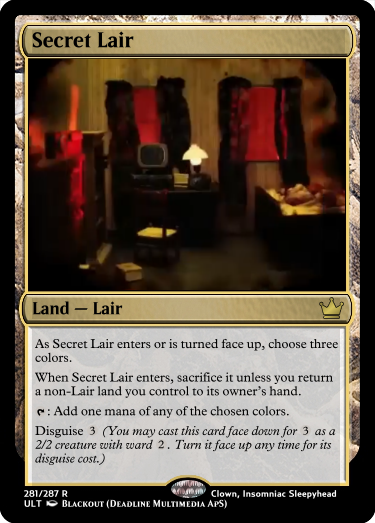 Secret Lair
Land — Lair
As Secret Lair enters or is turned face up, choose three
colors.
When Secret Lair enters, sacrifice it unless you return
a non-Lair land you control to its owner's hand.
: Add one mana of any of the chosen colors.
Disguise 3 (You may cast this card face down for 3 as a
2/2 creature with ward 2. Turn it face up any time for its
disguise cost.)
281/287 R
Clown, Insomniac Sleepyhead
ULT Blackout (Deadline Multimedia ApS)